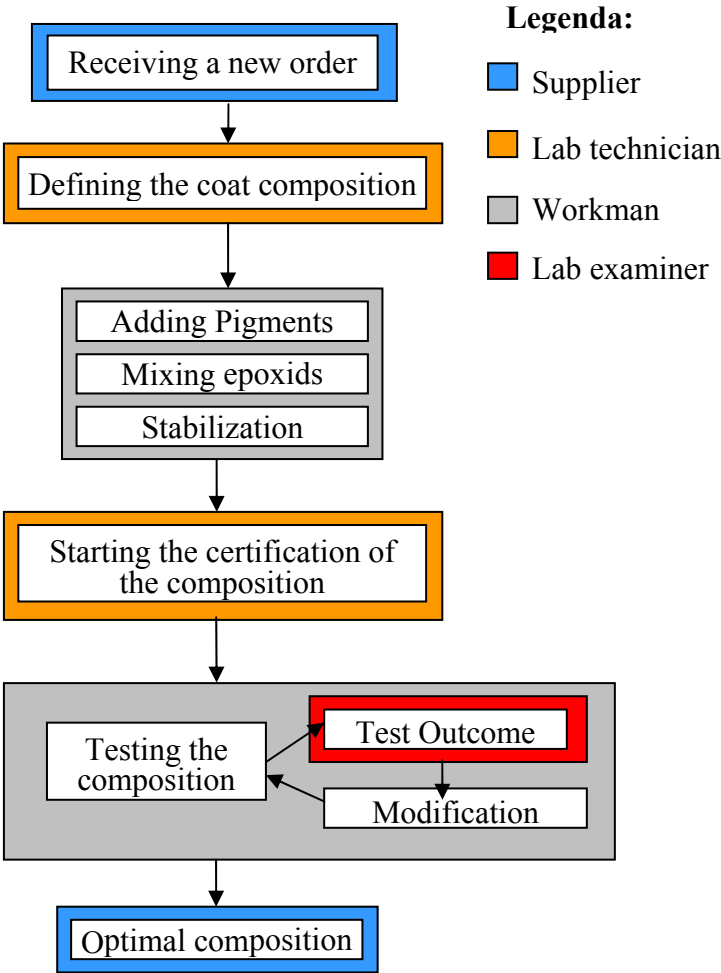 Legenda:
Supplier
Lab technician
Workman
Lab examiner
Receiving a new order
Defining the coat composition
Adding Pigments
Mixing epoxids
Stabilization
Starting the certification of
the composition
Testing the
composition
Test Outcome
Modification
Optimal composition